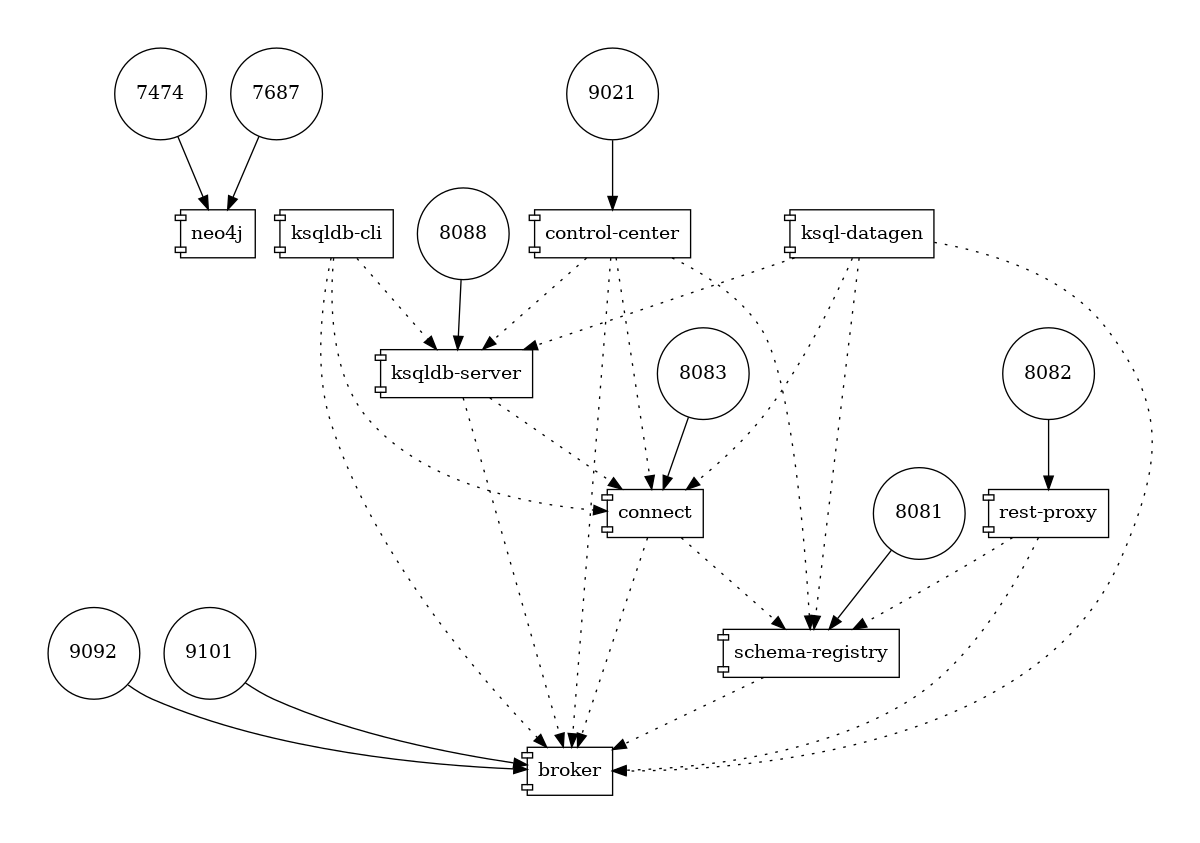 7474
7687
9021
neo4j
ksqldb-cli
8088
control-center
ksql-datagen
ksqldb-server
8083
8082
connect
8081
rest-proxy
9092
9101
schema-registry
broker